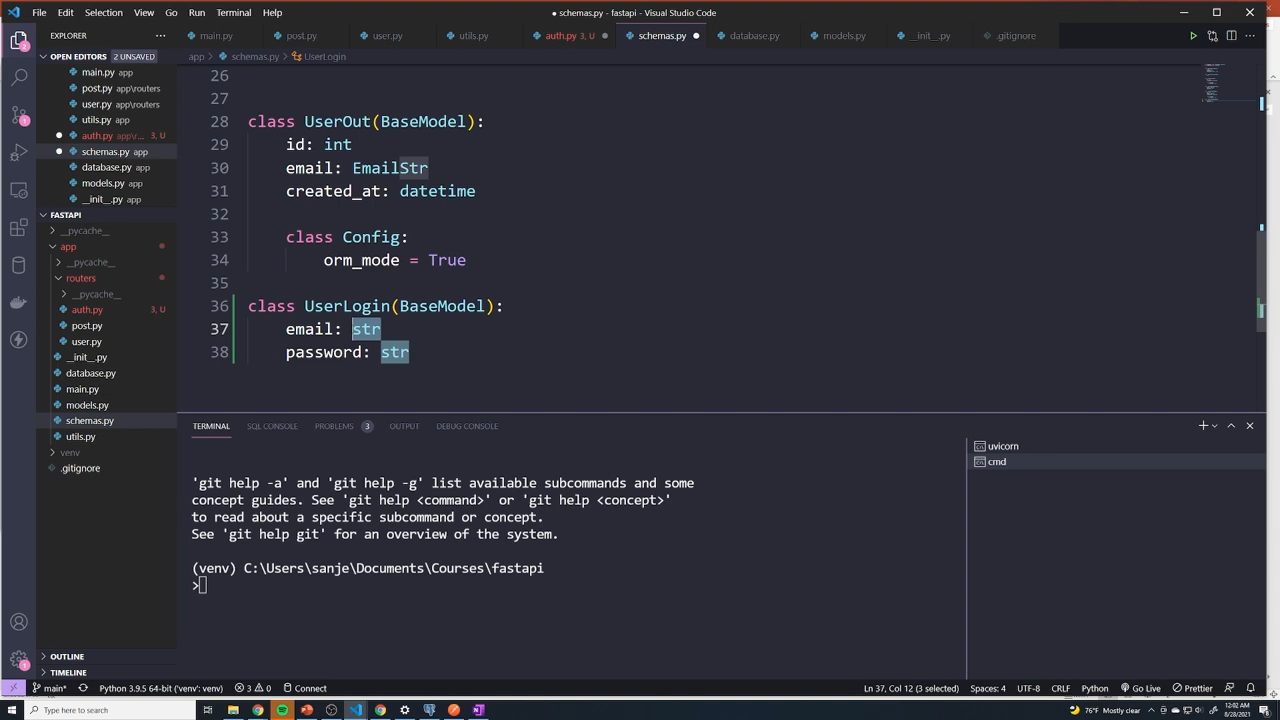 File Edit Selection View Go Run Terminal Help
● schemas.py - fastapi - Visual Studio Code
EXPLORER
main.py
post.py
user.py
utils.py
auth.py 3, U ●
schemas.py ●
database.py
models.py
__init__.py
.gitignore
OPEN EDITORS 2 UNSAVED
main.py app
post.py app\routers
user.py app\routers
utils.py app
auth.py app\r... 3, U
schemas.py app
database.py app
models.py app
__init__.py app
FASTAPI
__pycache__
app
__pycache__
routers
__pycache__
auth.py 3, U
post.py
user.py
__init__.py
database.py
main.py
models.py
schemas.py
utils.py
venv
.gitignore
OUTLINE
TIMELINE
app > schemas.py > UserLogin
26
27
28 class UserOut(BaseModel):
29 id: int
30 email: EmailStr
31 created_at: datetime
32
33 class Config:
34 orm_mode = True
35
36 class UserLogin(BaseModel):
37 email: str
38 password: str
TERMINAL SQL CONSOLE PROBLEMS 3 OUTPUT DEBUG CONSOLE
uvicorn
cmd
'git help -a' and 'git help -g' list available subcommands and some
concept guides. See 'git help <command>' or 'git help <concept>'
to read about a specific subcommand or concept.
See 'git help git' for an overview of the system.
(venv) C:\Users\sanje\Documents\Courses\fastapi
>
main* Python 3.9.5 64-bit ('venv': venv) 3 0 Connect
Ln 37, Col 12 (3 selected) Spaces: 4 UTF-8 CRLF Python Go Live Prettier
Type here to search
76°F Mostly clear
12:02 AM
8/28/2021